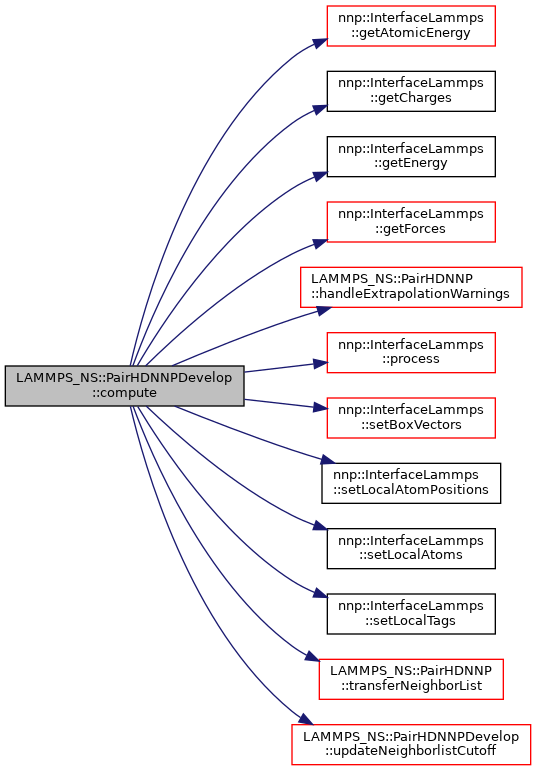 nnp::InterfaceLammps
::getAtomicEnergy
nnp::InterfaceLammps
::getCharges
nnp::InterfaceLammps
::getEnergy
nnp::InterfaceLammps
::getForces
LAMMPS_NS::PairHDNNP
::handleExtrapolationWarnings
nnp::InterfaceLammps
::process
LAMMPS_NS::PairHDNNPDevelop
::compute
nnp::InterfaceLammps
::setBoxVectors
nnp::InterfaceLammps
::setLocalAtomPositions
nnp::InterfaceLammps
::setLocalAtoms
nnp::InterfaceLammps
::setLocalTags
LAMMPS_NS::PairHDNNP
::transferNeighborList
LAMMPS_NS::PairHDNNPDevelop
::updateNeighborlistCutoff